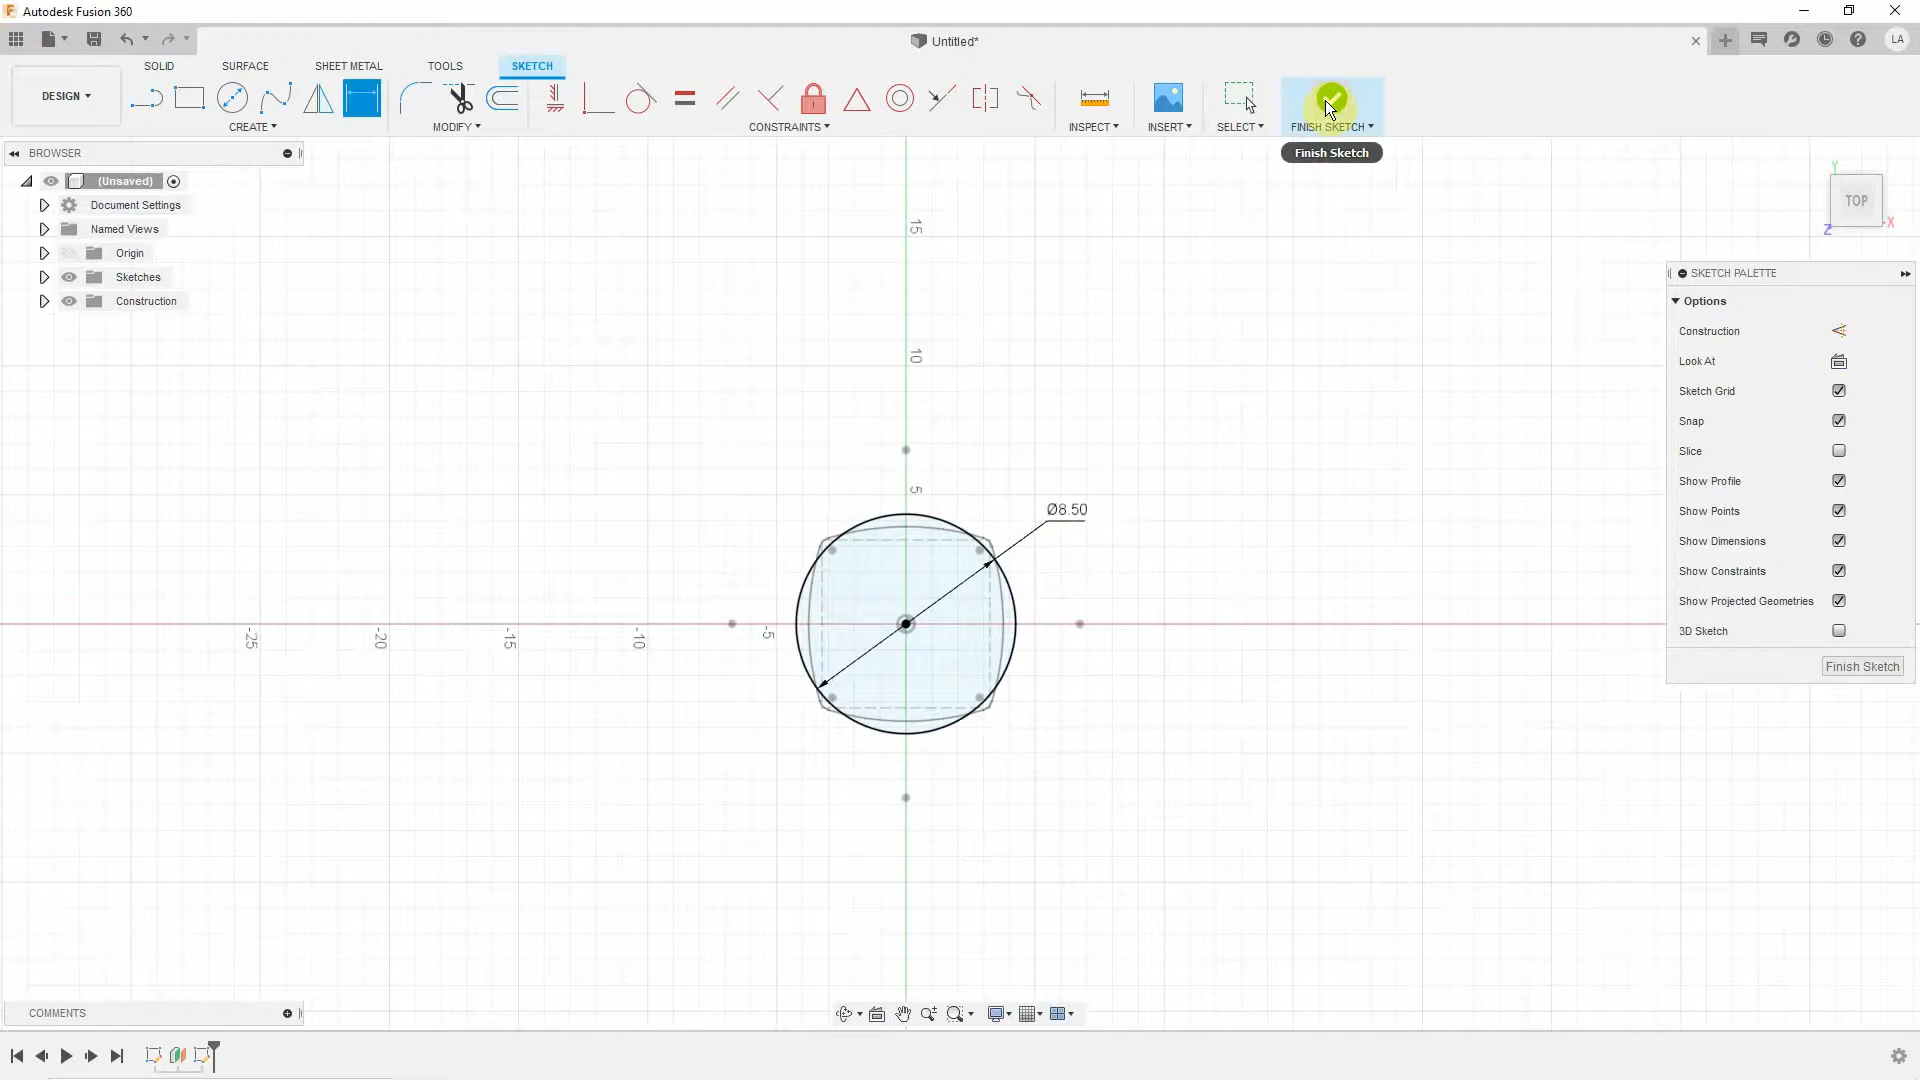 Autodesk Fusion 360
Untitled*
LA
SOLID
SURFACE
SHEET METAL
TOOLS
SKETCH
DESIGN
CREATE
MODIFY
CONSTRAINTS
INSPECT
INSERT
SELECT
FINISH SKETCH
Finish Sketch
BROWSER
(Unsaved)
Document Settings
Named Views
Origin
Sketches
Construction
Y
TOP
X
Z
SKETCH PALETTE
Options
Construction
Look At
Sketch Grid
Snap
Slice
Show Profile
Show Points
Show Dimensions
Show Constraints
Show Projected Geometries
3D Sketch
Finish Sketch
15
10
5
Ø8.50
-25
-20
-15
-10
-5
COMMENTS